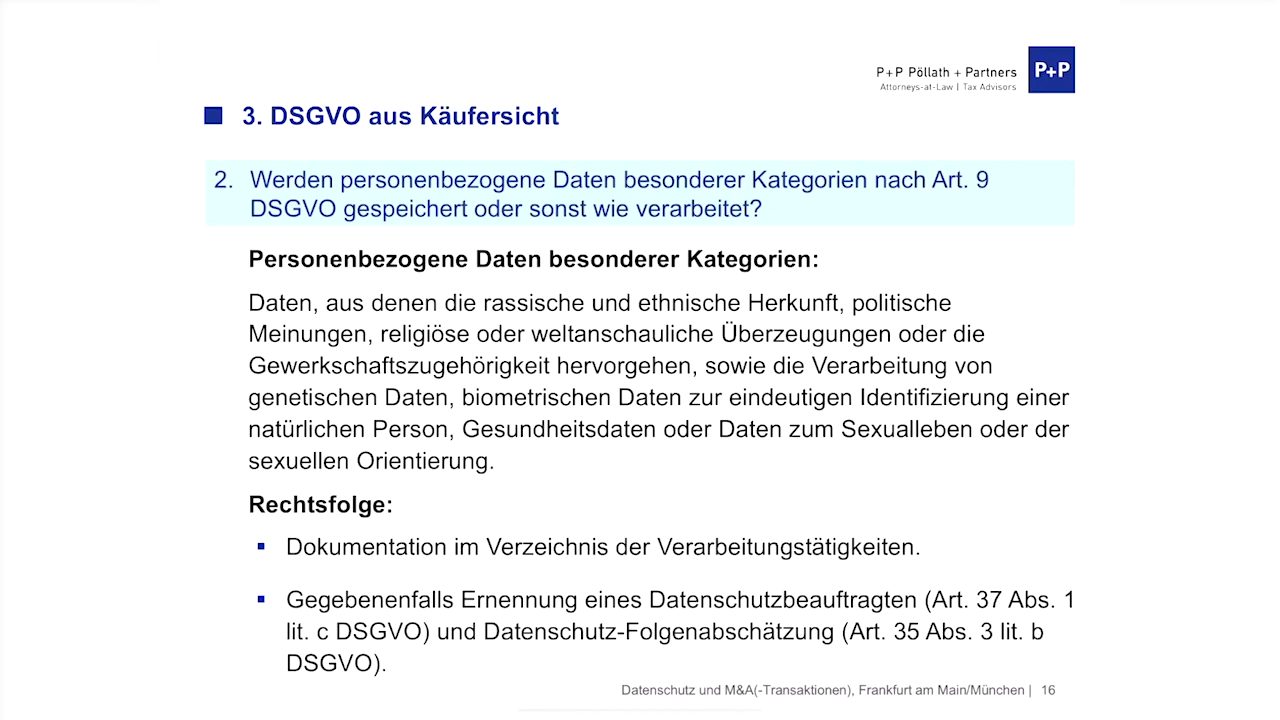 P+P Pöllath + Partners
Attorneys-at-Law | Tax Advisors
P+P
3. DSGVO aus Käufersicht
2. Werden personenbezogene Daten besonderer Kategorien nach Art. 9
DSGVO gespeichert oder sonst wie verarbeitet?
Personenbezogene Daten besonderer Kategorien:
Daten, aus denen die rassische und ethnische Herkunft, politische
Meinungen, religiöse oder weltanschauliche Überzeugungen oder die
Gewerkschaftszugehörigkeit hervorgehen, sowie die Verarbeitung von
genetischen Daten, biometrischen Daten zur eindeutigen Identifizierung einer
natürlichen Person, Gesundheitsdaten oder Daten zum Sexualleben oder der
sexuellen Orientierung.
Rechtsfolge:
Dokumentation im Verzeichnis der Verarbeitungstätigkeiten.
Gegebenenfalls Ernennung eines Datenschutzbeauftragten (Art. 37 Abs. 1
lit. c DSGVO) und Datenschutz-Folgenabschätzung (Art. 35 Abs. 3 lit. b
DSGVO).
Datenschutz und M&A(-Transaktionen), Frankfurt am Main/München | 16